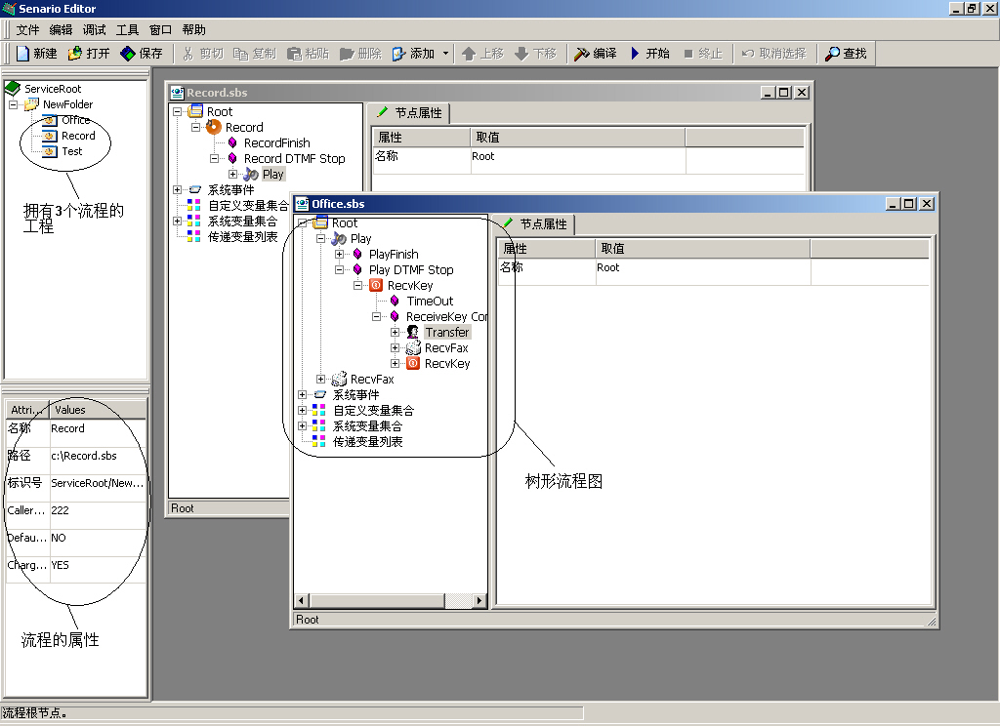 Senario Editor
文件 编辑 调试 工具 窗口 帮助
新建 打开 保存 剪切 复制 粘贴 删除 添加 上移 下移 编译 开始 终止 取消选择 查找
ServiceRoot
NewFolder
Office
Record
Test
拥有3个流程的
工程
Attri... Values
名称 Record
路径 c:\Record.sbs
标识号 ServiceRoot/New...
Caller... 222
Defau... NO
Charg... YES
流程的属性
Record.sbs
Root
Record
RecordFinish
Record DTMF Stop
Play
系统事件
自定义变量集合
系统变量集合
传递变量列表
节点属性
属性 取值
名称 Root
Root
Office.sbs
Root
Play
PlayFinish
Play DTMF Stop
RecvKey
TimeOut
ReceiveKey Cor
Transfer
RecvFax
RecvKey
RecvFax
系统事件
自定义变量集合
系统变量集合
传递变量列表
节点属性
属性 取值
名称 Root
树形流程图
Root
流程根节点。